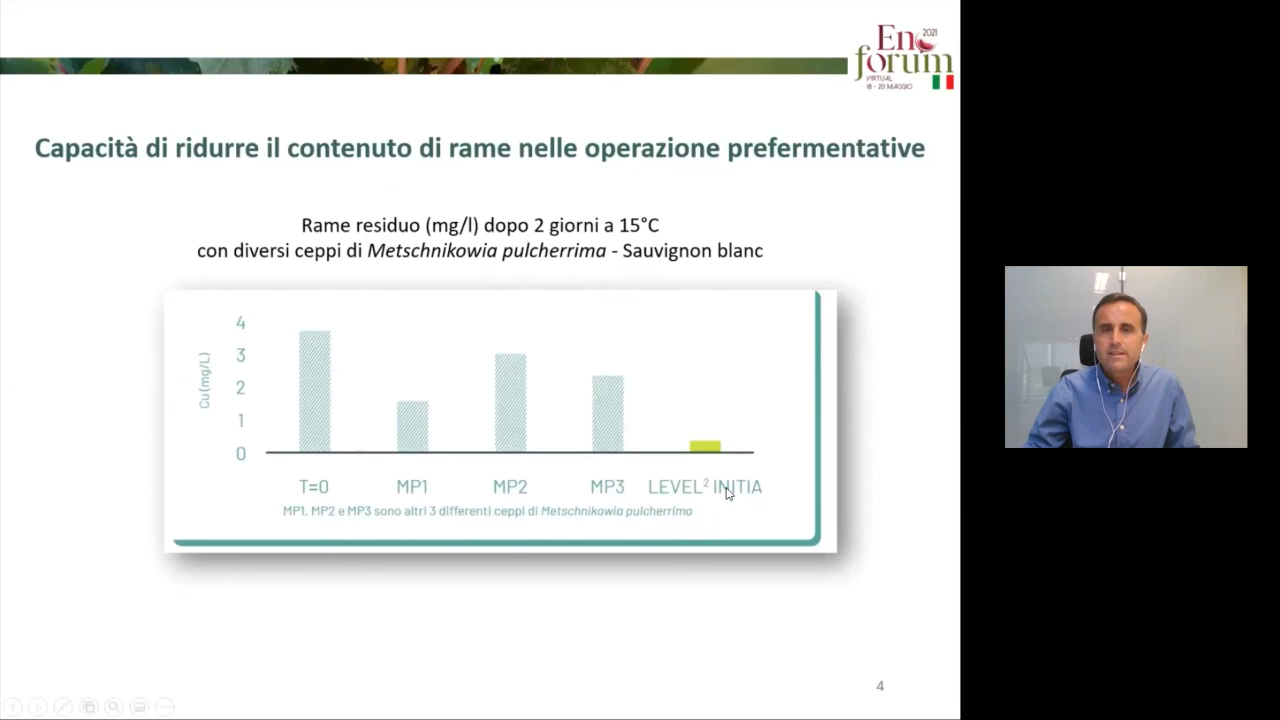 Eno 2021
forum
VIRTUAL
18 - 20 MAGGIO
Capacità di ridurre il contenuto di rame nelle operazione prefermentative
Rame residuo (mg/l) dopo 2 giorni a 15°C
con diversi ceppi di Metschnikowia pulcherrima - Sauvignon blanc
Cu(mg/L)
4
3
2
1
0
T=0 MP1 MP2 MP3 LEVEL² INITIA
MP1, MP2 e MP3 sono altri 3 differenti ceppi di Metschnikowia pulcherrima
4